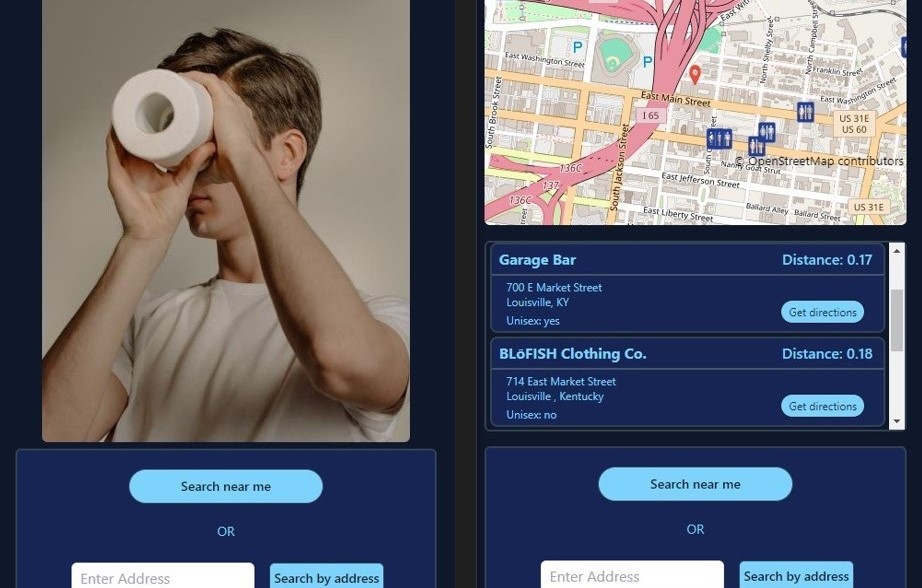 Search near me
OR
Enter Address
Search by address
East Washington Street
P
P
East Main Street
I 65
North Shelby Street
Franklin Street
East Washington Street
US 31E
US 60
South Brook Street
South Jackson Street
136C
137
136C
Nanny Goat Strut
© OpenStreetMap contributors
East Jefferson Street
Ballard Alley
Ballard Street
US 31E
East Liberty Street
Garage Bar
Distance: 0.17
700 E Market Street
Louisville, KY
Unisex: yes
Get directions
BLōFISH Clothing Co.
Distance: 0.18
714 East Market Street
Louisville , Kentucky
Unisex: no
Get directions
Search near me
OR
Enter Address
Search by address